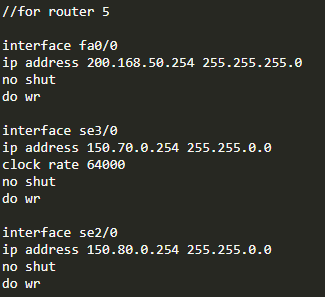 //for router 5
interface fa0/0
ip address 200.168.50.254 255.255.255.0
no shut
do wr
interface se3/0
ip address 150.70.0.254 255.255.0.0
clock rate 64000
no shut
do wr
interface se2/0
ip address 150.80.0.254 255.255.0.0
no shut
do wr